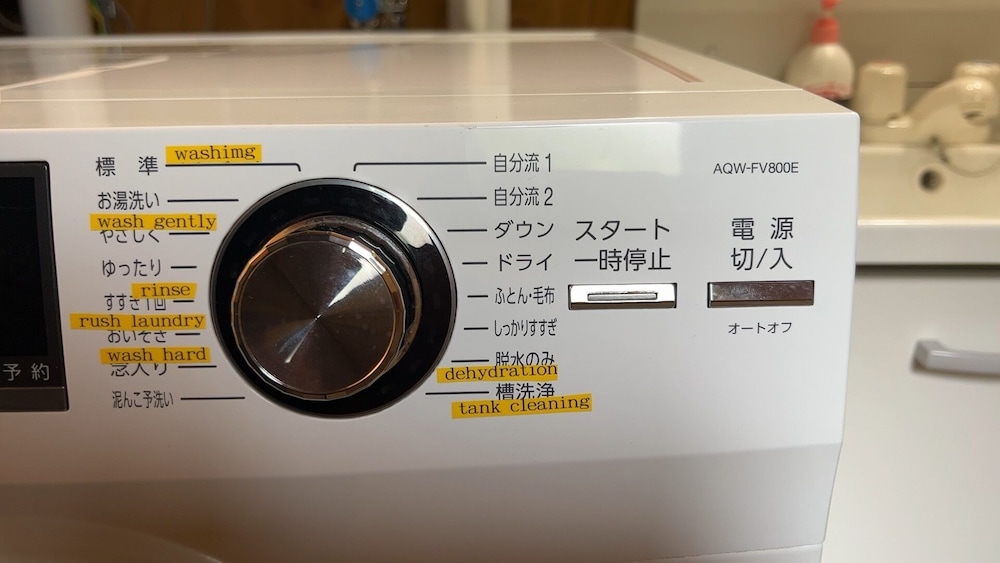 標準
washimg
お湯洗い
wash gently
やさしく
ゆったり
rinse
すすぎ1回
rush laundry
おいそぎ
wash hard
念入り
泥んこ予洗い
予約
自分流1
自分流2
ダウン
ドライ
ふとん・毛布
しっかりすすぎ
脱水のみ
dehydration
槽洗浄
tank cleaning
スタート
一時停止
AQW-FV800E
電源
切/入
オートオフ